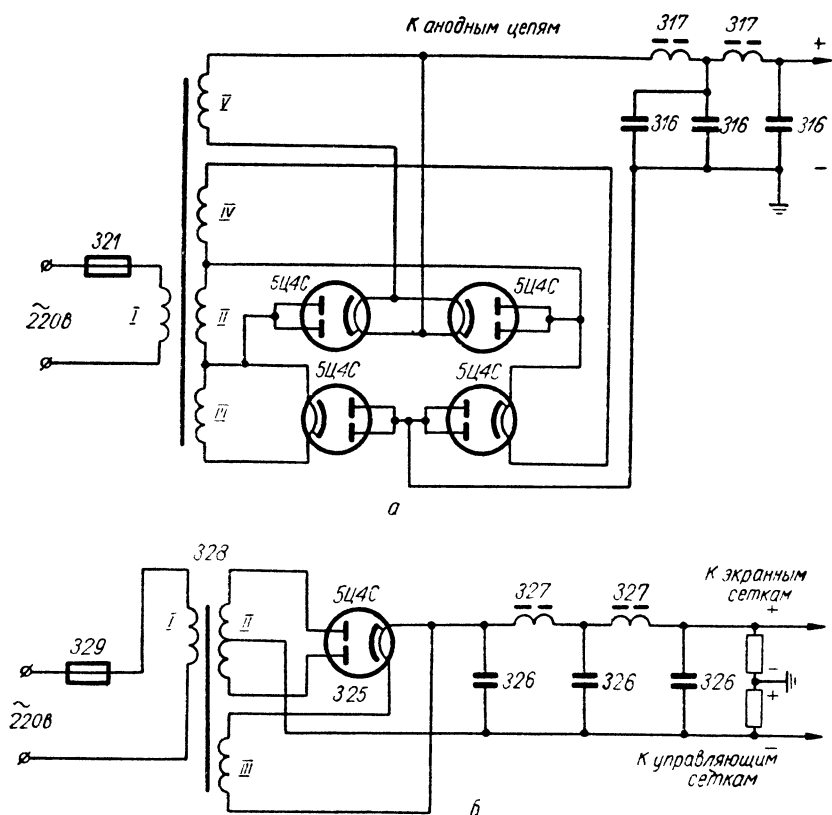 К анодным цепям
317
317
+
V
316
316
316
−
IV
321
5Ц4С
5Ц4С
~
220в
I
II
5Ц4С
5Ц4С
III
а
328
5Ц4С
327
327
К экранным
сеткам
+
I
II
329
326
326
326
−
+
325
~
220в
−
К управляющим
сеткам
III
б